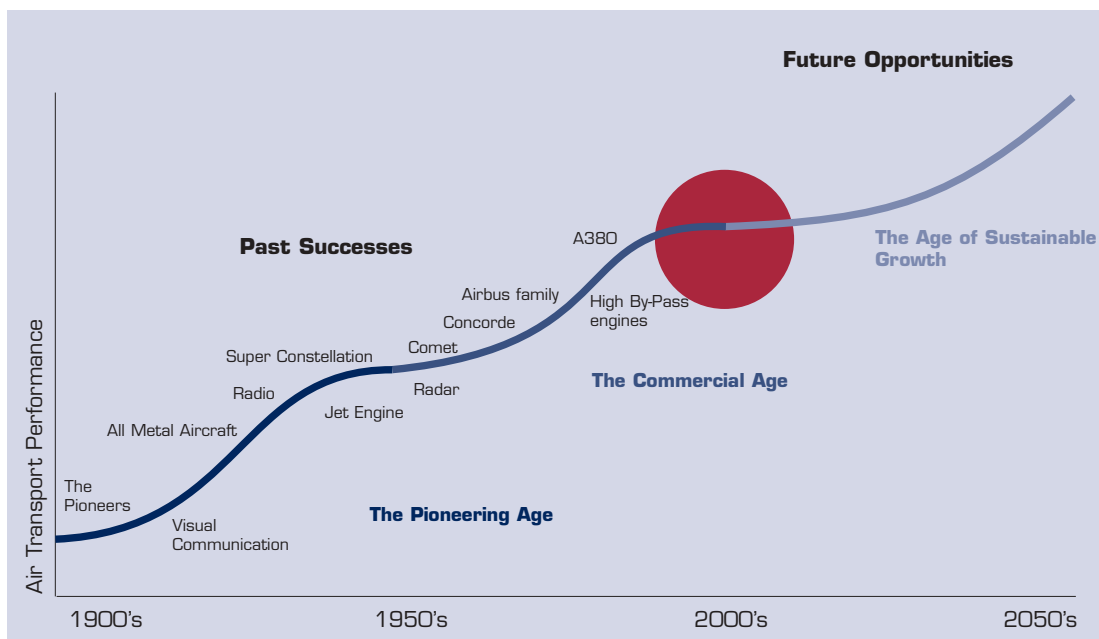 Future Opportunities
Past Successes
A380
The Age of Sustainable
Growth
Airbus family
High By-Pass
engines
Concorde
Comet
Super Constellation
Radar
The Commercial Age
Radio
Jet Engine
All Metal Aircraft
The
Pioneers
Visual
Communication
The Pioneering Age
Air Transport Performance
1900's
1950's
2000's
2050's